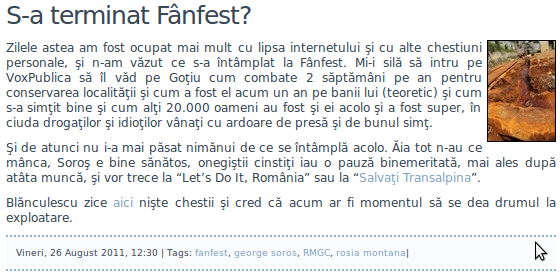 S-a terminat Fânfest?
Zilele astea am fost ocupat mai mult cu lipsa internetului şi cu alte chestiuni
personale, şi n-am văzut ce s-a întâmplat la Fânfest. Mi-i silă să intru pe
VoxPublica să îl văd pe Goţiu cum combate 2 săptămâni pe an pentru
conservarea localităţii şi cum a fost el acum un an pe banii lui (teoretic) şi cum
s-a simţit bine şi cum alţi 20.000 oameni au fost şi ei acolo şi a fost super, în
ciuda drogaţilor şi idioţilor vânaţi cu ardoare de presă şi de bunul simţ.
Şi de atunci nu i-a mai păsat nimănui de ce se întâmplă acolo. Ăia tot n-au ce
mânca, Soroş e bine sănătos, onegiştii cinstiţi iau o pauză binemeritată, mai ales după
atâta muncă, şi vor trece la “Let’s Do It, România” sau la “Salvaţi Transalpina”.
Blănculescu zice aici nişte chestii şi cred că acum ar fi momentul să se dea drumul la
exploatare.
Vineri, 26 August 2011, 12:30 | Tags: fanfest, george soros, RMGC, rosia montana|